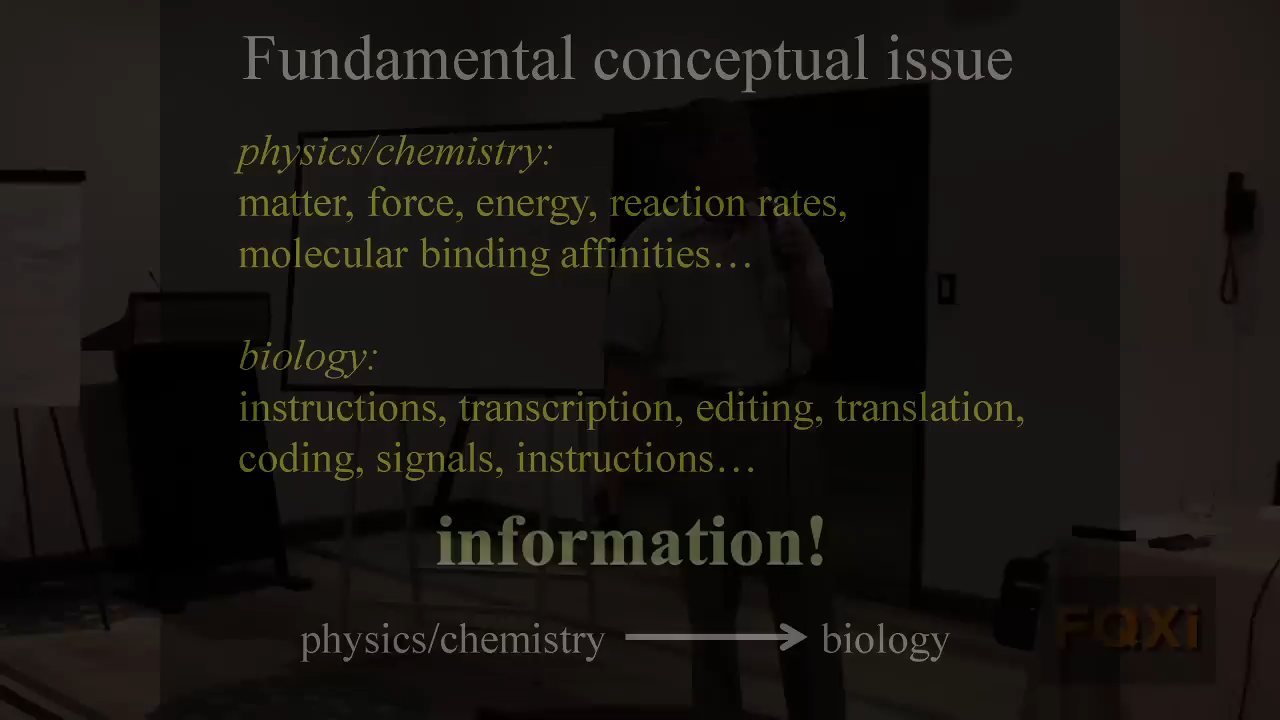 Fundamental conceptual issue
physics/chemistry:
matter, force, energy, reaction rates,
molecular binding affinities…
biology:
instructions, transcription, editing, translation,
coding, signals, instructions…
information!
physics/chemistry → biology
FQXi